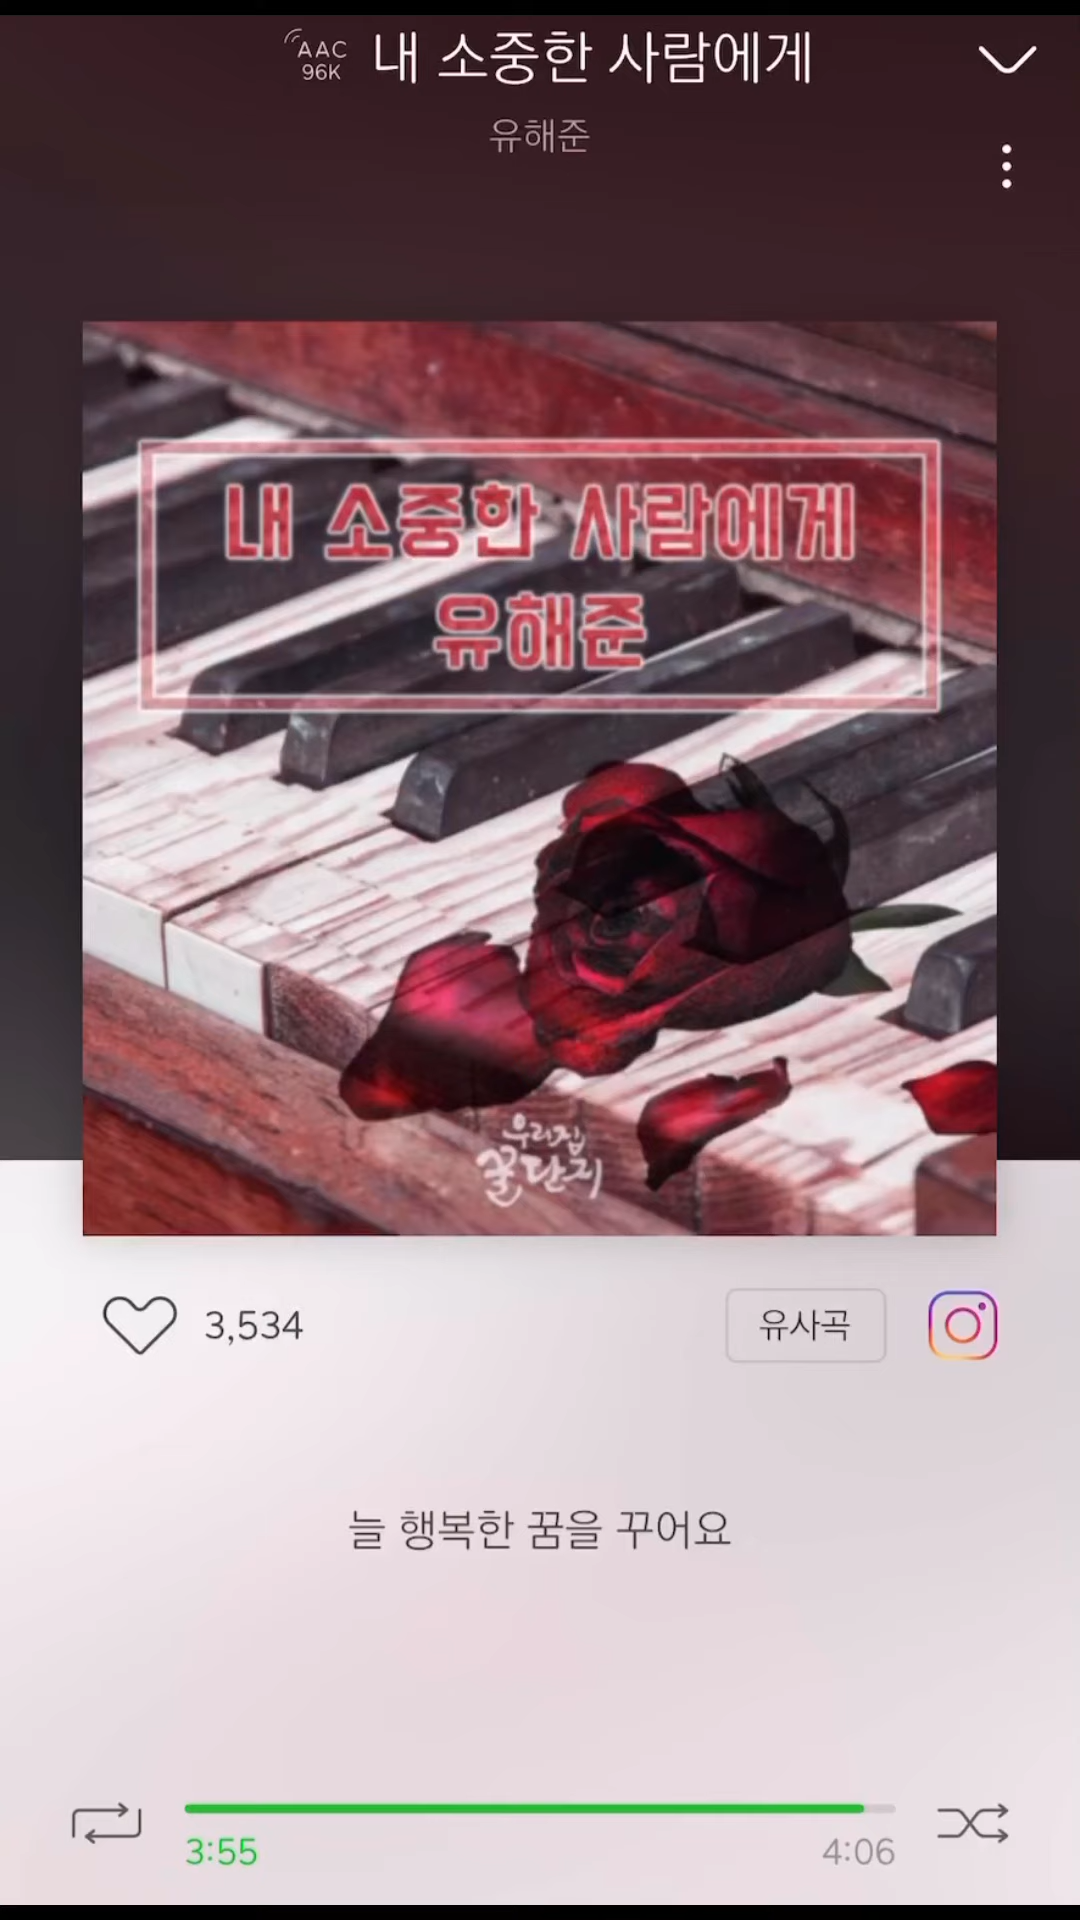 AAC
96K
내 소중한 사람에게
유해준
내 소중한 사람에게
유해준
우리집
꿀단지
3,534
유사곡
늘 행복한 꿈을 꾸어요
3:55
4:06